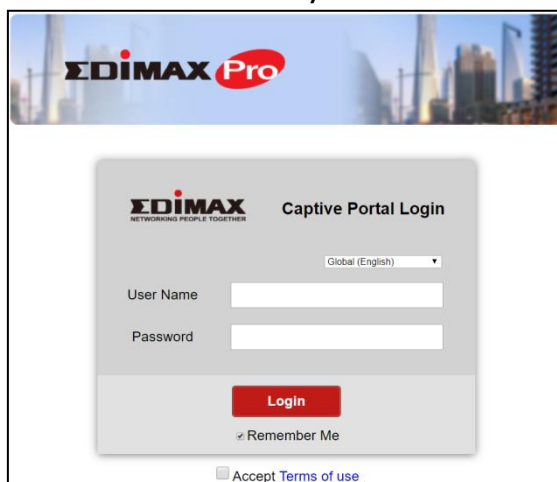 EDIMAX Pro
EDIMAX
NETWORKING PEOPLE TOGETHER
Captive Portal Login
Global (English)
User Name
Password
Login
Remember Me
Accept Terms of use